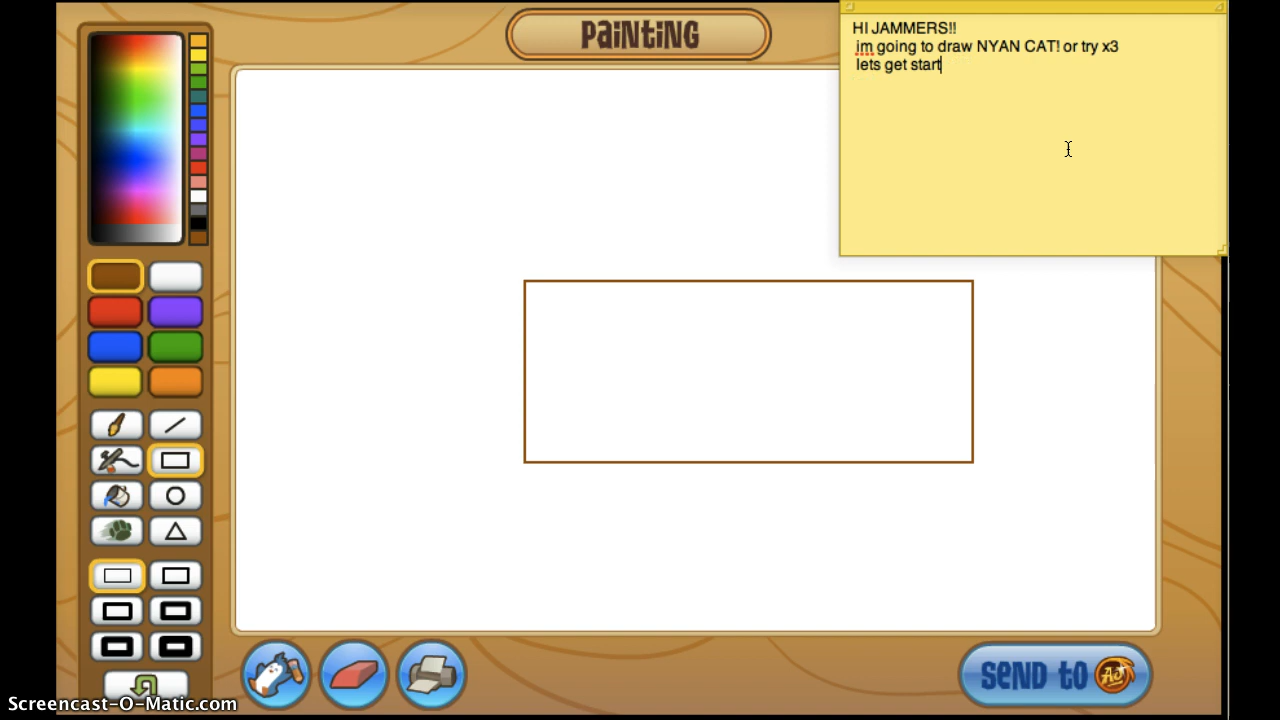 PAiNTiNG
HI JAMMERS!!
im going to draw NYAN CAT! or try x3
lets get start
SEND TO AJ
Screencast-O-Matic.com